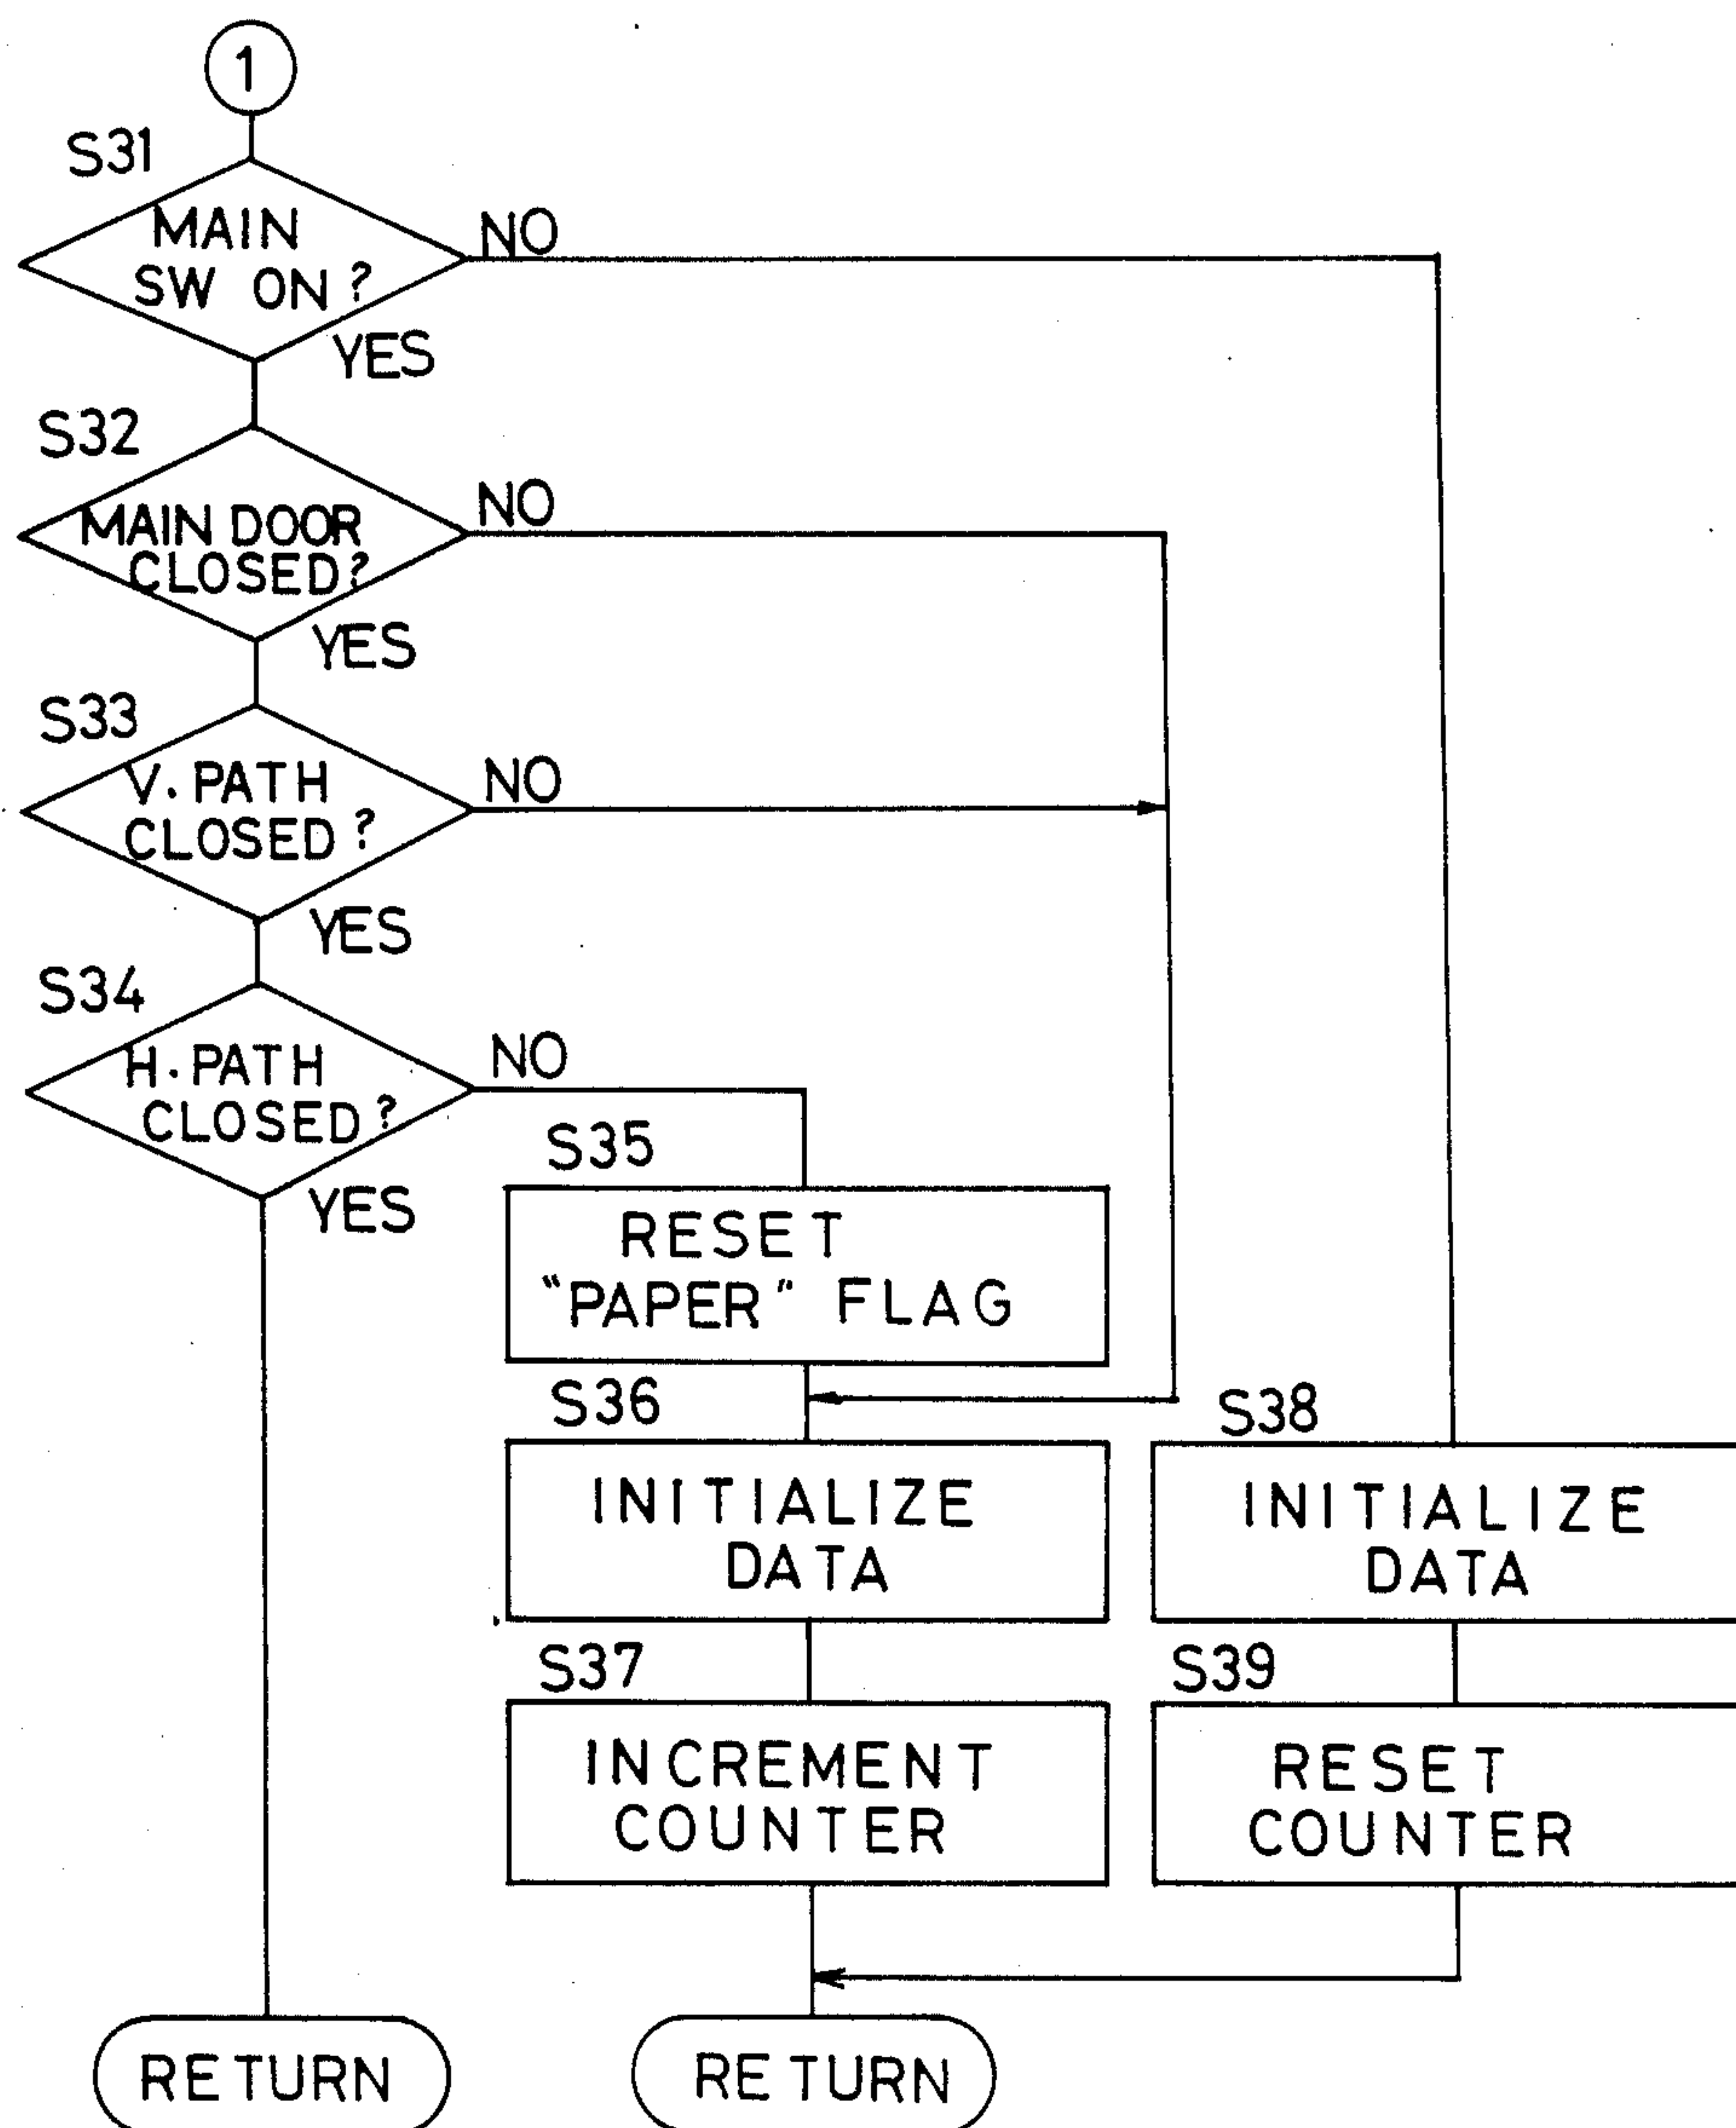 1
S31
MAIN
SW ON?
NO
YES
S32
MAIN DOOR
CLOSED?
NO
YES
S33
V. PATH
CLOSED?
NO
YES
S34
H. PATH
CLOSED?
NO
YES
S35
RESET
"PAPER" FLAG
S36
INITIALIZE
DATA
S38
INITIALIZE
DATA
S37
INCREMENT
COUNTER
S39
RESET
COUNTER
RETURN
RETURN